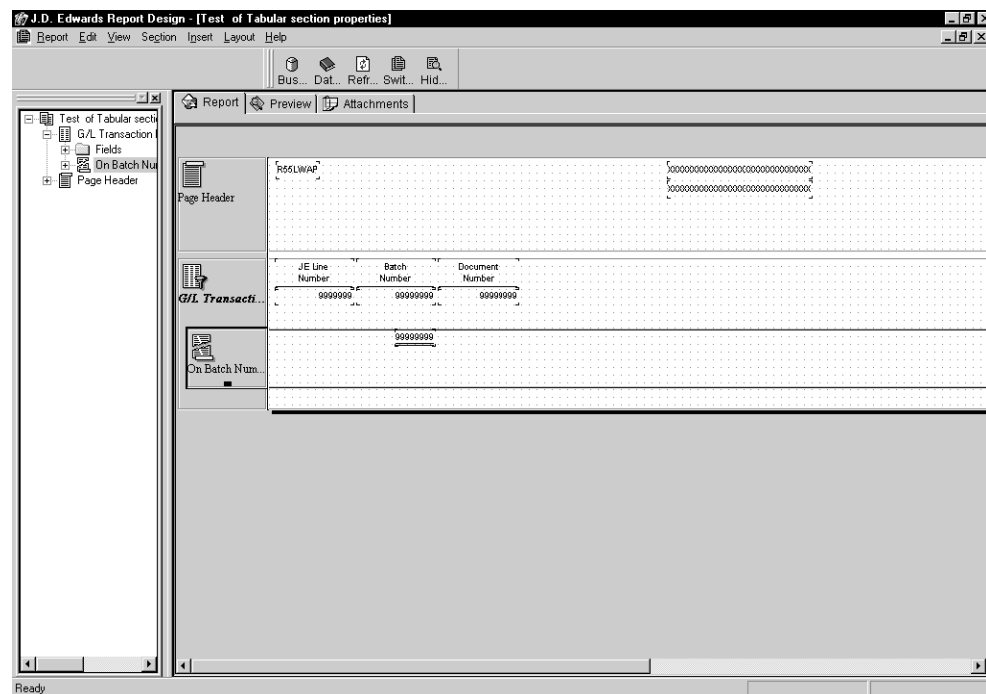 J.D. Edwards Report Design - [Test of Tabular section properties]
Report Edit View Section Insert Layout Help
Bus... Dat... Refr... Swit... Hid...
Report Preview Attachments
Test of Tabular secti
G/L Transaction
Fields
On Batch Nu
Page Header
R55LWAP
Page Header
JE Line Number
Batch Number
Document Number
G/L Transacti...
9999999 99999999 99999999
99999999
On Batch Num...
Ready